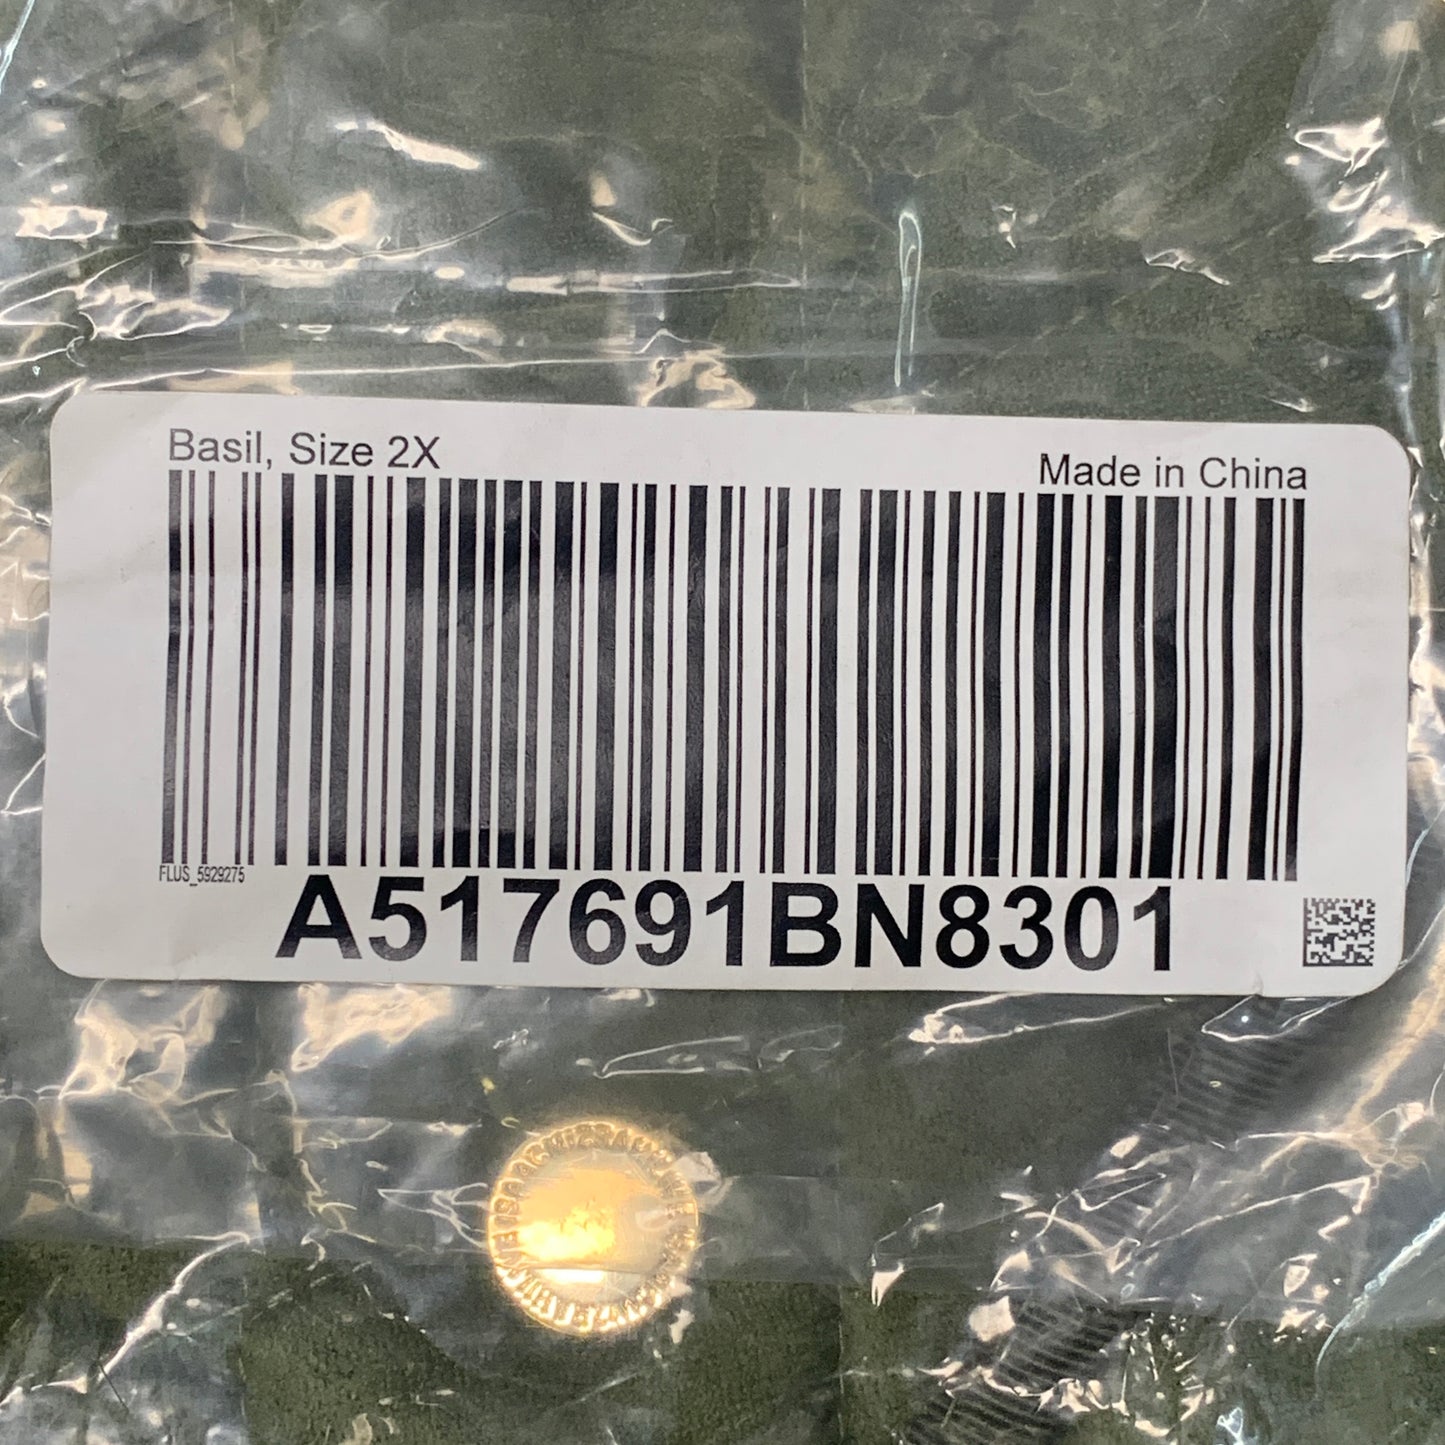 Basil, Size 2X
Made in China
FLUS_5929275
A517691BN8301